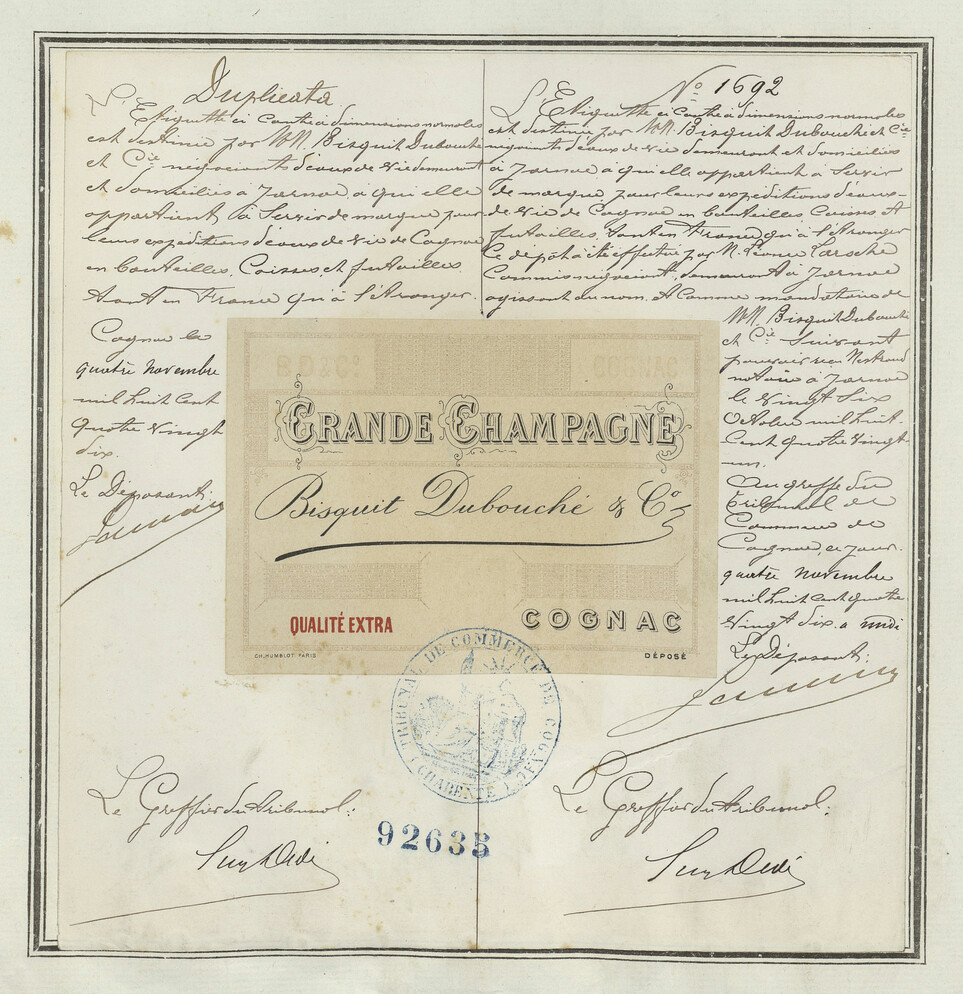 Duplicata
L'Etiquette ci contre à dimensions normales
est destinée par MM. Bisquit Dubouché
et Cie négociants d'eaux de vie demeurant
et domiciliés à Jarnac, à qui elle
appartient, à Servir de marque pour
leurs expéditions d'eaux de vie de Cognac
en bouteilles, Caisses et futailles,
tant en France qu'à l'étranger.
Cognac le
quatre novembre
mil huit cent
quatre vingt
dix.
Le Déposant:
No 1692
L'Etiquette ci contre à dimensions normales
est destinée par MM. Bisquit Dubouché et Cie
négociants d'eaux de vie demeurant et domiciliés
à Jarnac à qui elle appartient à Servir
de marque pour leurs expéditions d'eaux-
de-vie de Cognac en bouteilles, Caisses et
futailles, tant en France qu'à l'étranger
Ce dépôt a été effectué par M. Léonce
Commis négociant, demeurant à Jarnac
agissant au nom et Comme mandataire de
MM. Bisquit Dubouché
et Cie Suivant
pouvoir reçu
notaire à Jarnac
le vingt Six
Octobre mil huit
Cent quatre vingt
un.
Au greffe du
Tribunal de
Commerce de
Cognac, ce jour.
quatre novembre
mil huit cent quatre
vingt dix. a midi
Le Déposant:
GRANDE CHAMPAGNE
Bisquit Dubouché & Co
QUALITÉ EXTRA
COGNAC
CH. HUMBLOT. PARIS
DÉPOSÉ
TRIBUNAL DE COMMERCE DE COGNAC
(CHARENTE)
Le Greffier du tribunal:
Le Greffier du tribunal:
92635